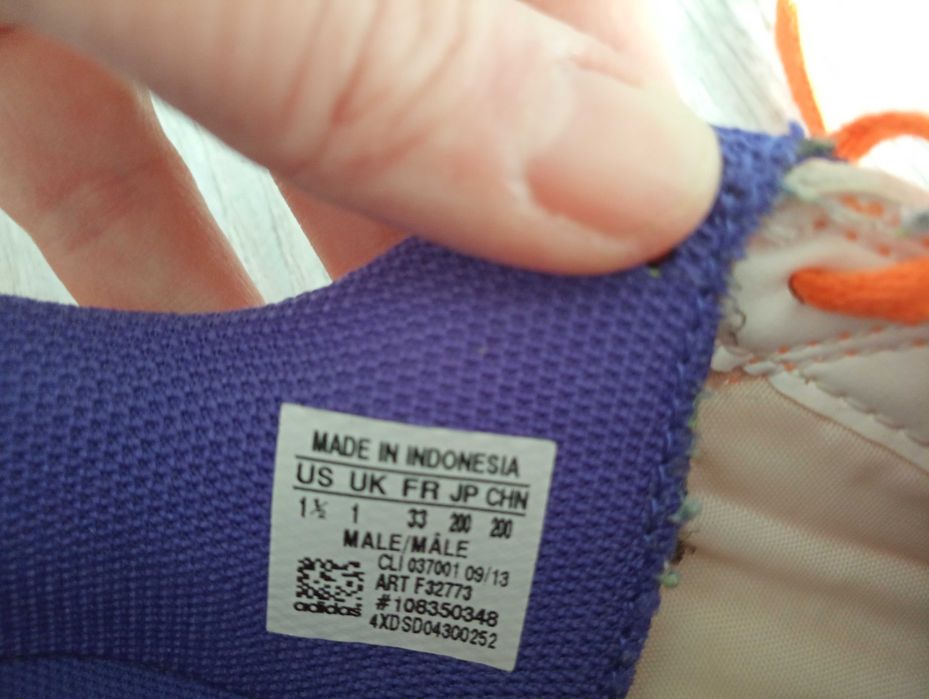 MADE IN INDONESIA
US UK FR JP CHN
1½ 1 33 200 200
MALE/MÂLE
CLI 037001 09/13
ART F32773
#108350348
adidas
4XDSD04300252